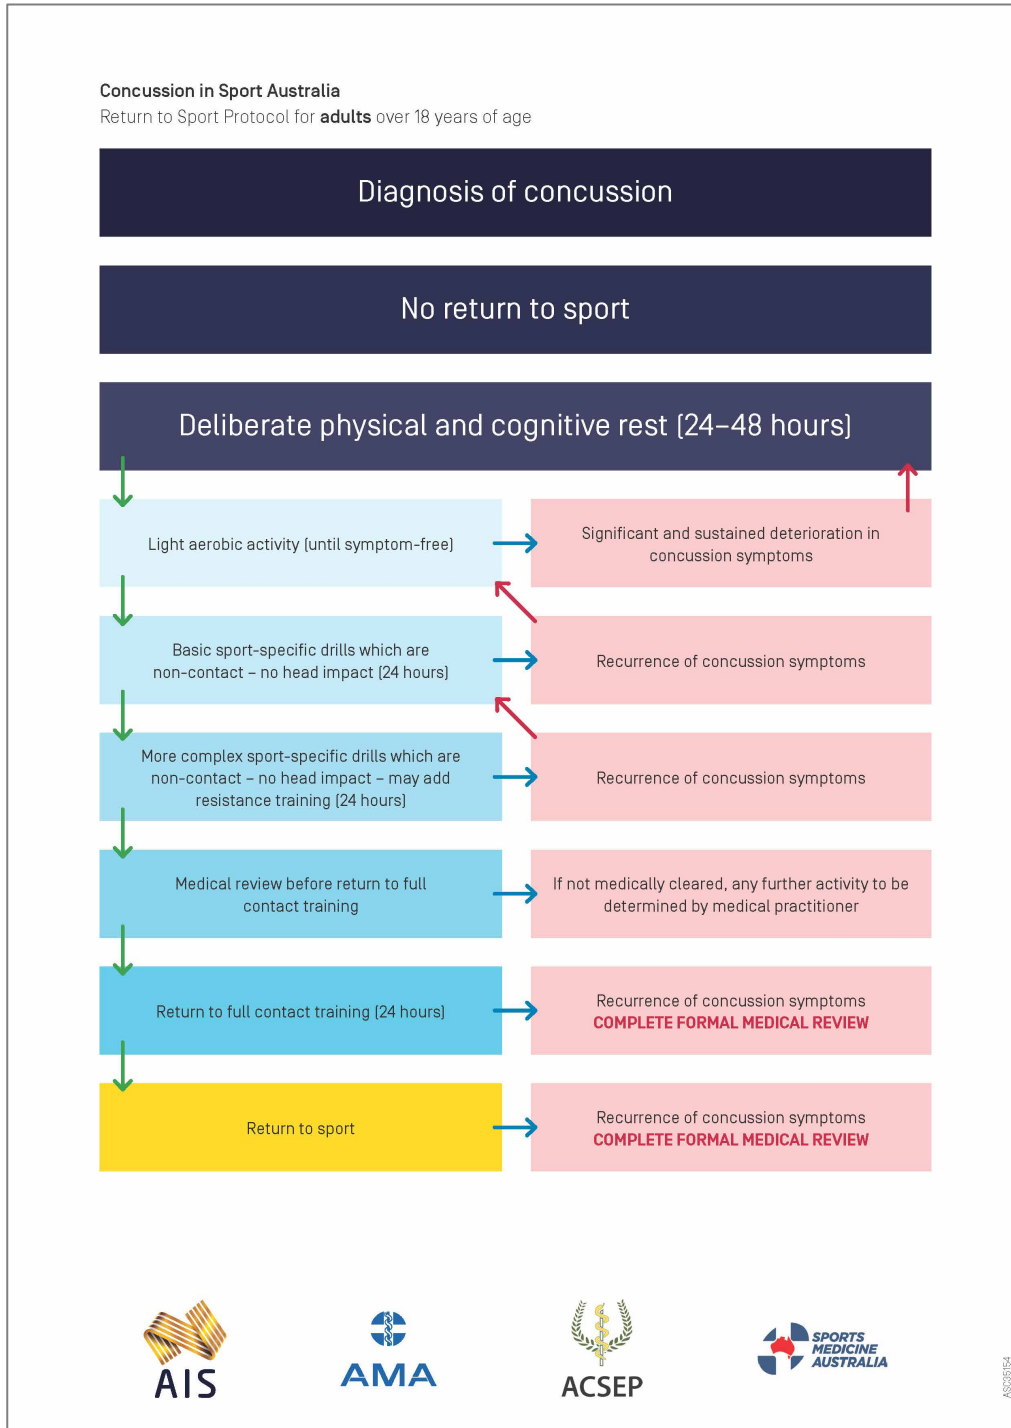 Concussion in Sport Australia
Return to Sport Protocol for adults over 18 years of age
Diagnosis of concussion
No return to sport
Deliberate physical and cognitive rest (24–48 hours)
Light aerobic activity (until symptom-free)
Significant and sustained deterioration in
concussion symptoms
Basic sport-specific drills which are
non-contact – no head impact (24 hours)
Recurrence of concussion symptoms
More complex sport-specific drills which are
non-contact – no head impact – may add
resistance training (24 hours)
Recurrence of concussion symptoms
Medical review before return to full
contact training
If not medically cleared, any further activity to be
determined by medical practitioner
Return to full contact training (24 hours)
Recurrence of concussion symptoms
COMPLETE FORMAL MEDICAL REVIEW
Return to sport
Recurrence of concussion symptoms
COMPLETE FORMAL MEDICAL REVIEW
AIS
AMA
ACSEP
SPORTS
MEDICINE
AUSTRALIA
ASC35154